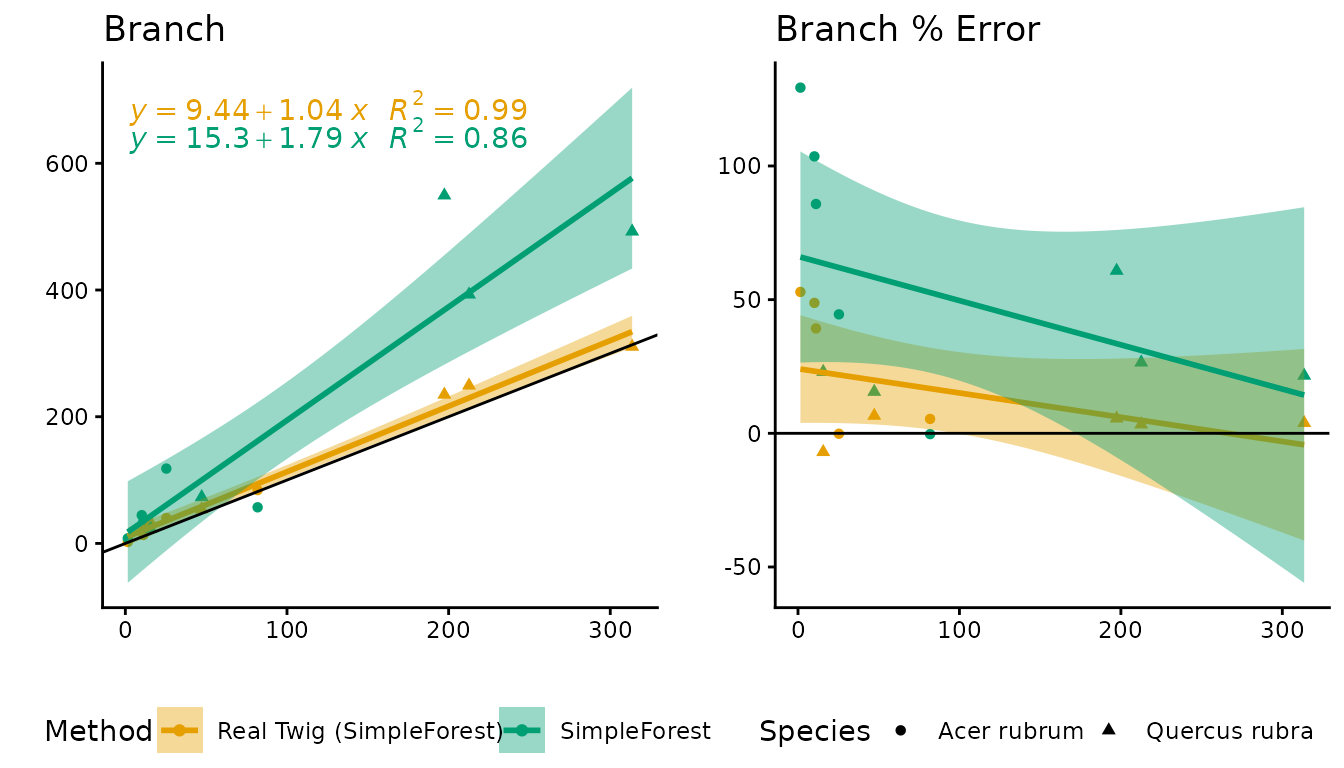 Branch
y = 9.44 + 1.04 x R² = 0.99
y = 15.3 + 1.79 x R² = 0.86
600
400
200
0
0 100 200 300
Branch % Error
100
50
0
-50
0 100 200 300
Method Real Twig (SimpleForest) SimpleForest Species Acer rubrum Quercus rubra